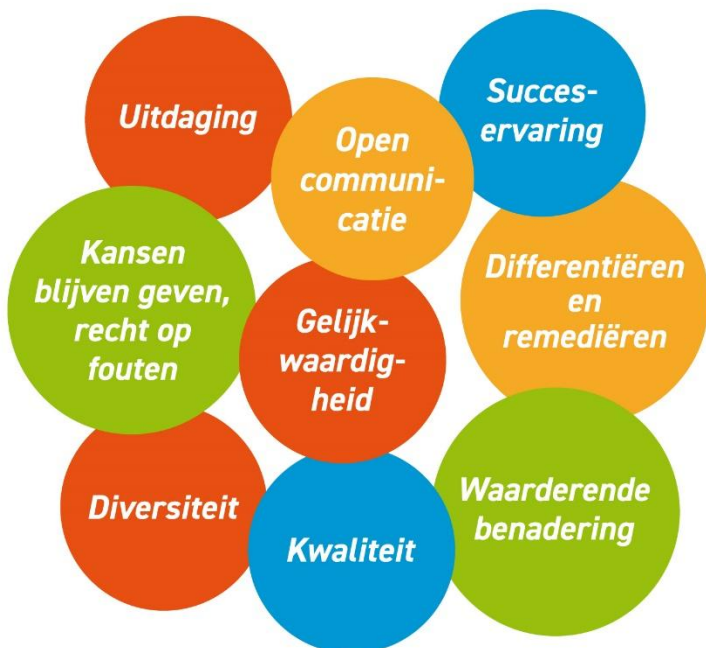 Uitdaging
Open
communi-
catie
Succes-
ervaring
Kansen
blijven geven,
recht op
fouten
Gelijk-
waardig-
heid
Differentiëren
en
remediëren
Diversiteit
Kwaliteit
Waarderende
benadering